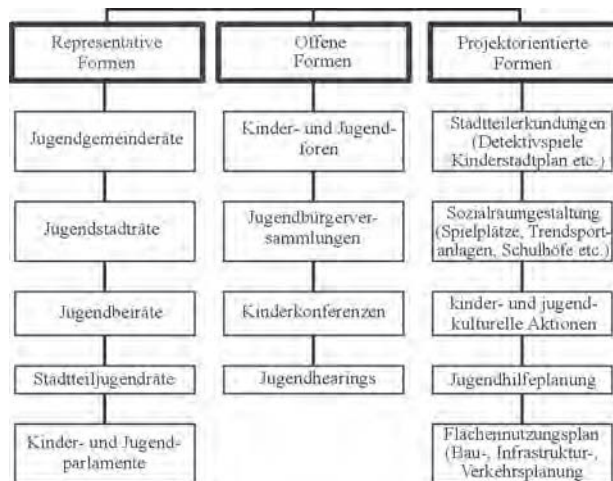 Representative
Formen
Jugendgemeinderäte
Jugendstadträte
Jugendbeiräte
Stadtteiljugendräte
Kinder- und Jugend-
parlamente
Offene
Formen
Kinder- und Jugend-
foren
Jugendbürgerver-
sammlungen
Kinderkonferenzen
Jugendhearings
Projektorientierte
Formen
Stadtteilerkundungen
(Detektivspiele
Kinderstadtplan etc.)
Sozialraumgestaltung
(Spielplätze, Trendsport-
anlagen, Schulhöfe etc.)
kinder- und jugend-
kulturelle Aktionen
Jugendhilfeplanung
Flächennutzungsplan
(Bau-, Infrastruktur-,
Verkehrsplanung